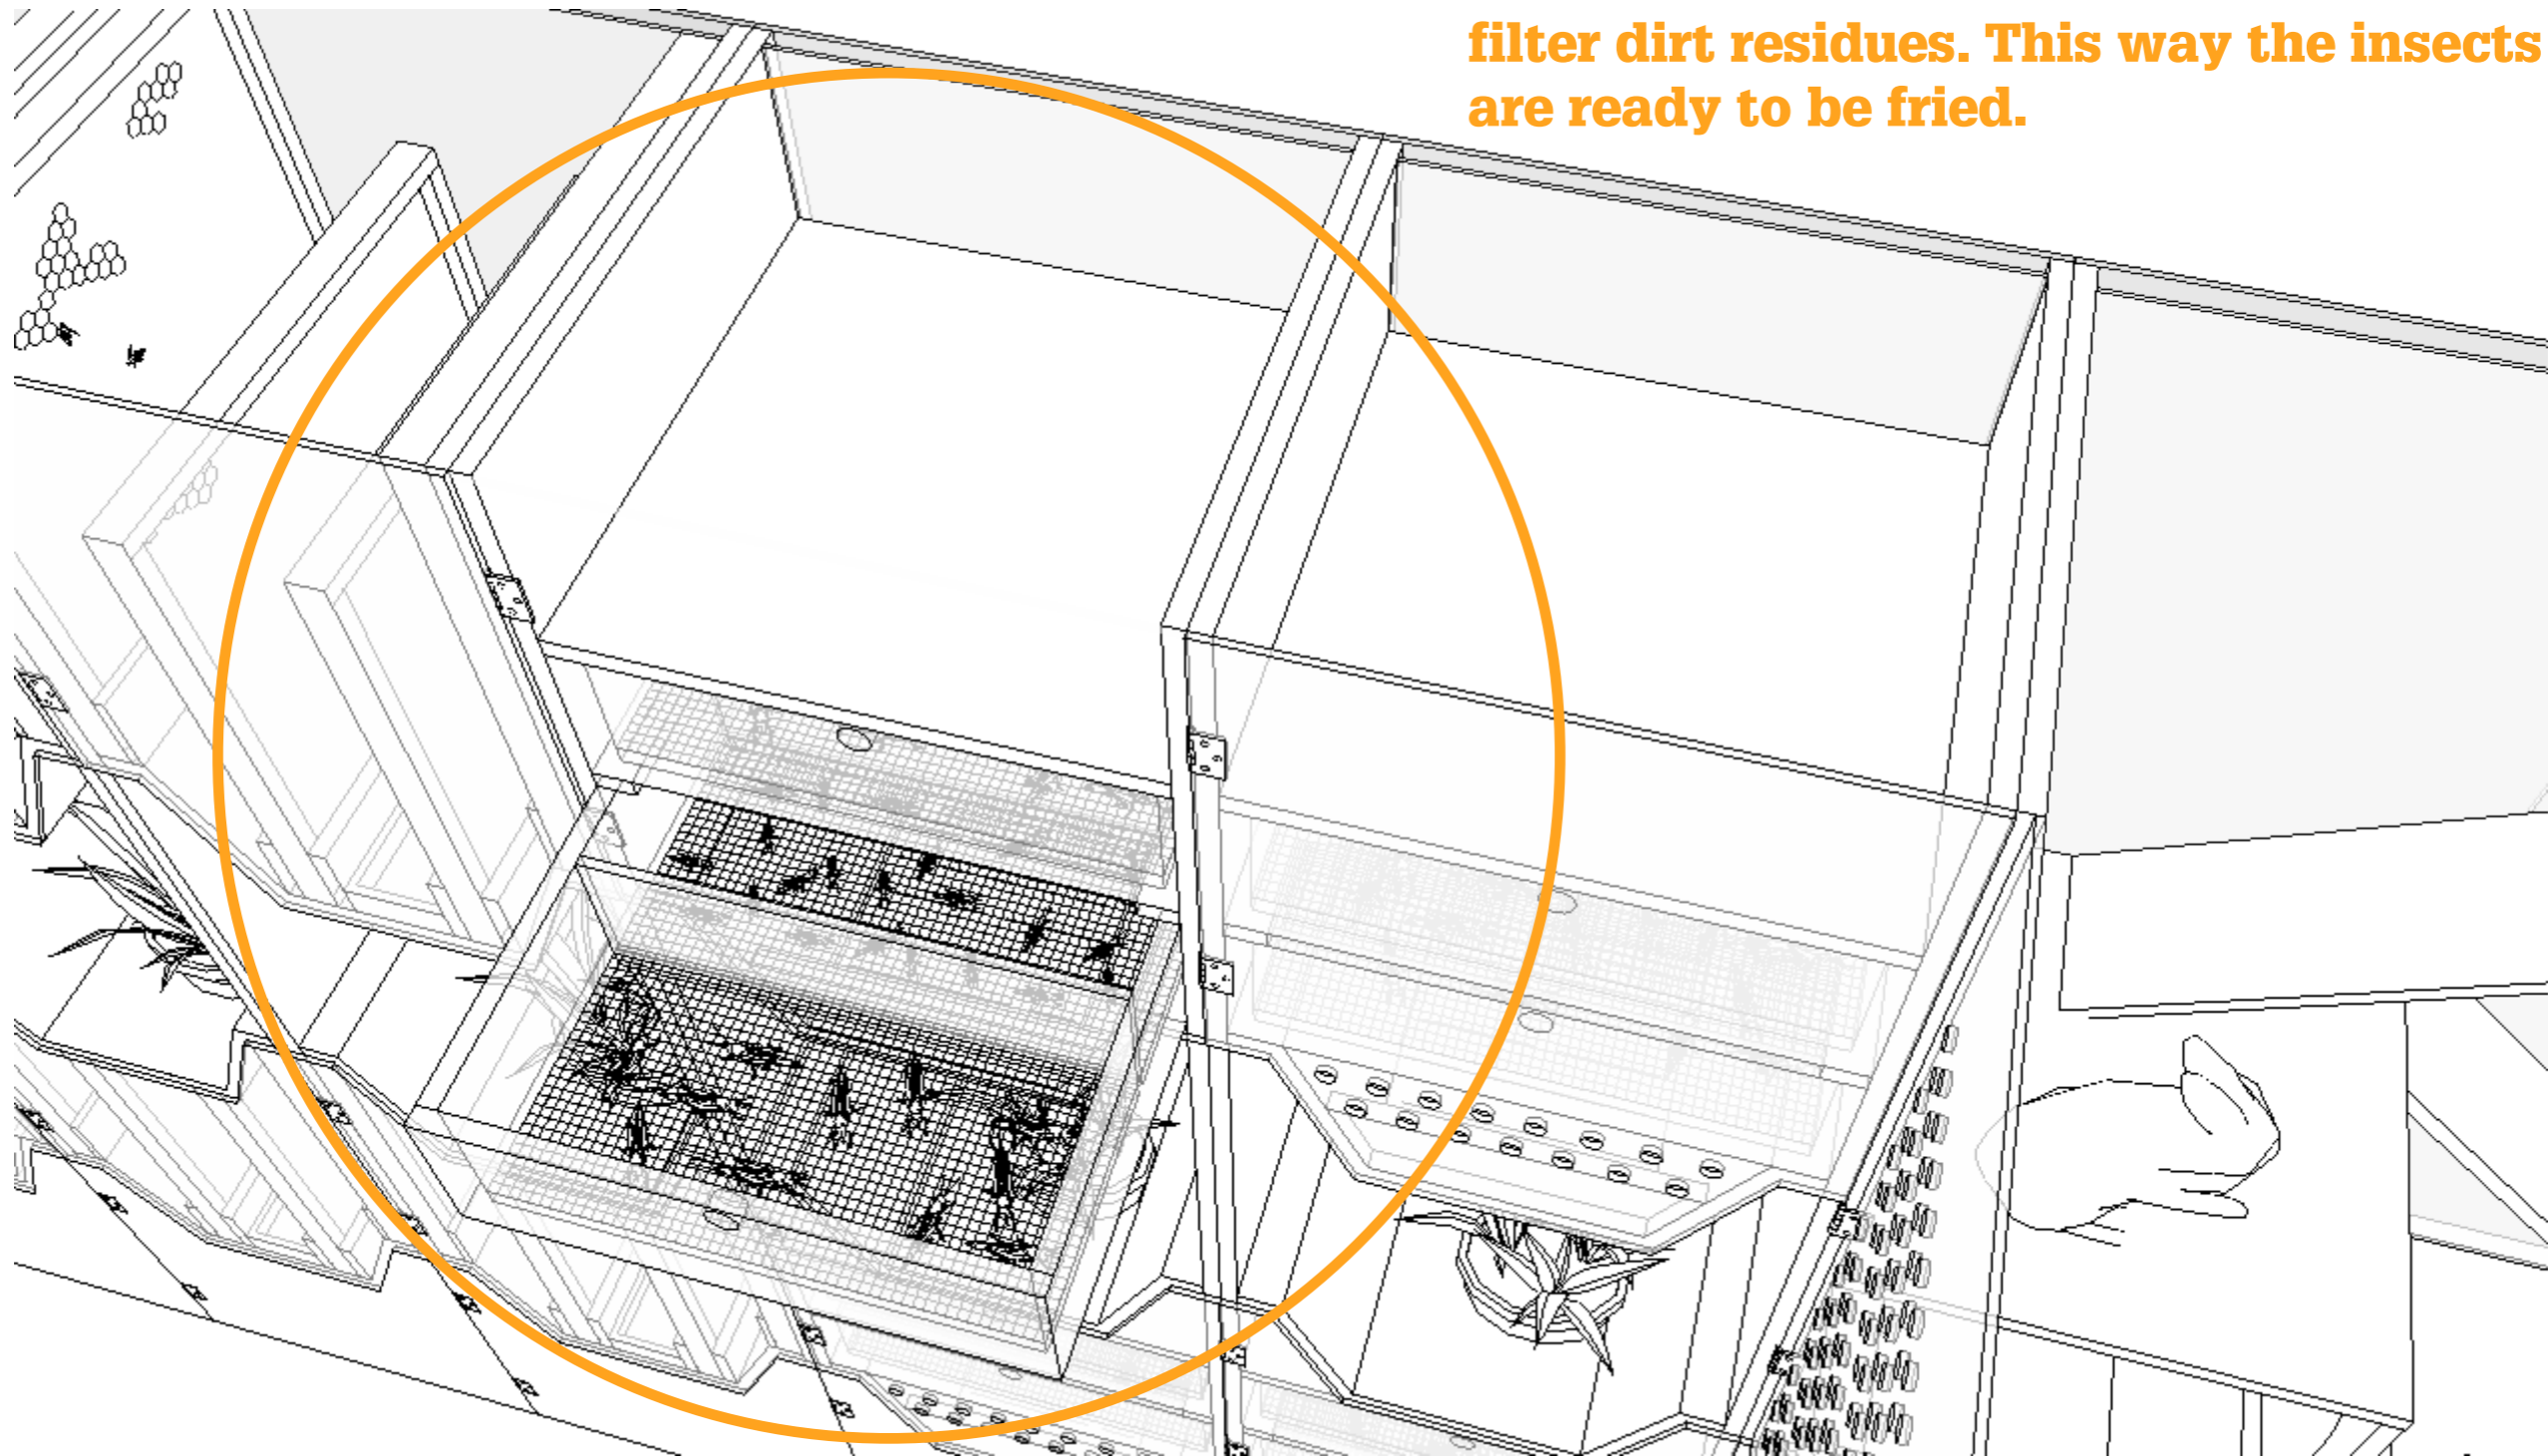 filter dirt residues. This way the insects
are ready to be fried.